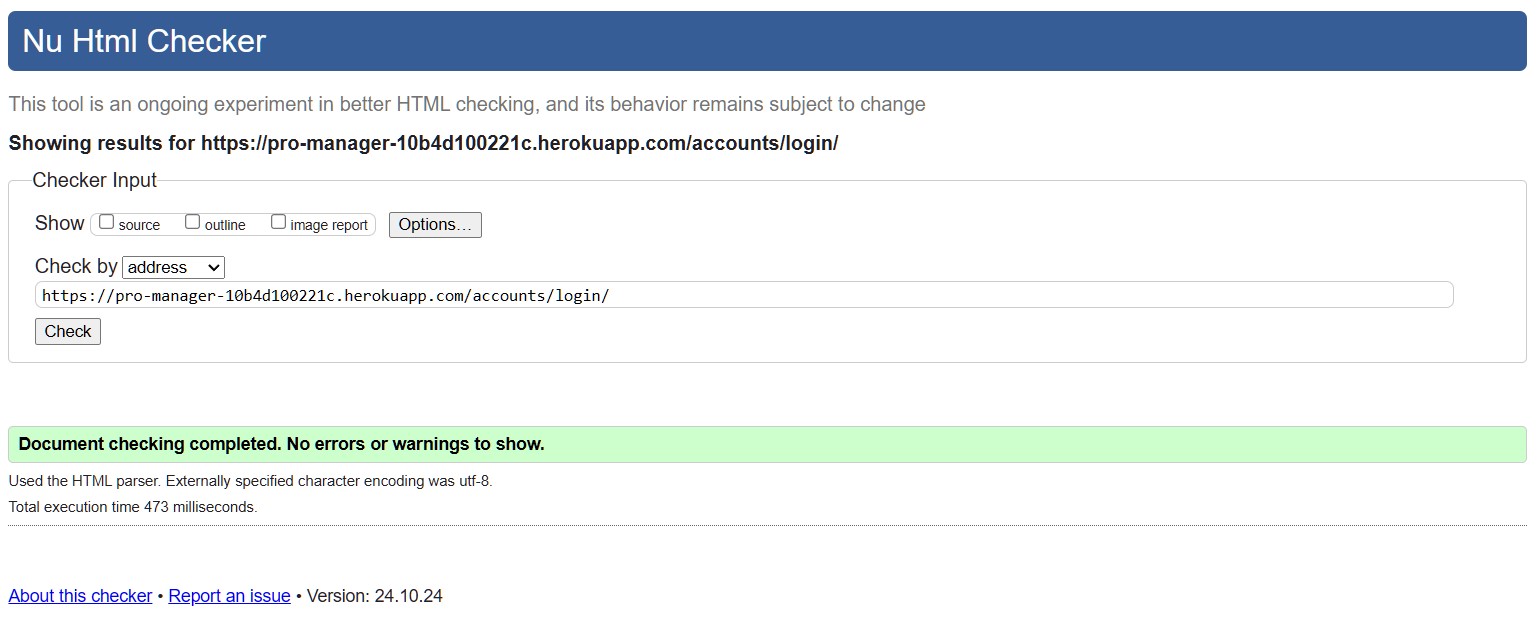 Nu Html Checker
This tool is an ongoing experiment in better HTML checking, and its behavior remains subject to change
Showing results for https://pro-manager-10b4d100221c.herokuapp.com/accounts/login/
Checker Input
Show source outline image report Options...
Check by address
https://pro-manager-10b4d100221c.herokuapp.com/accounts/login/
Check
Document checking completed. No errors or warnings to show.
Used the HTML parser. Externally specified character encoding was utf-8.
Total execution time 473 milliseconds.
About this checker • Report an issue • Version: 24.10.24